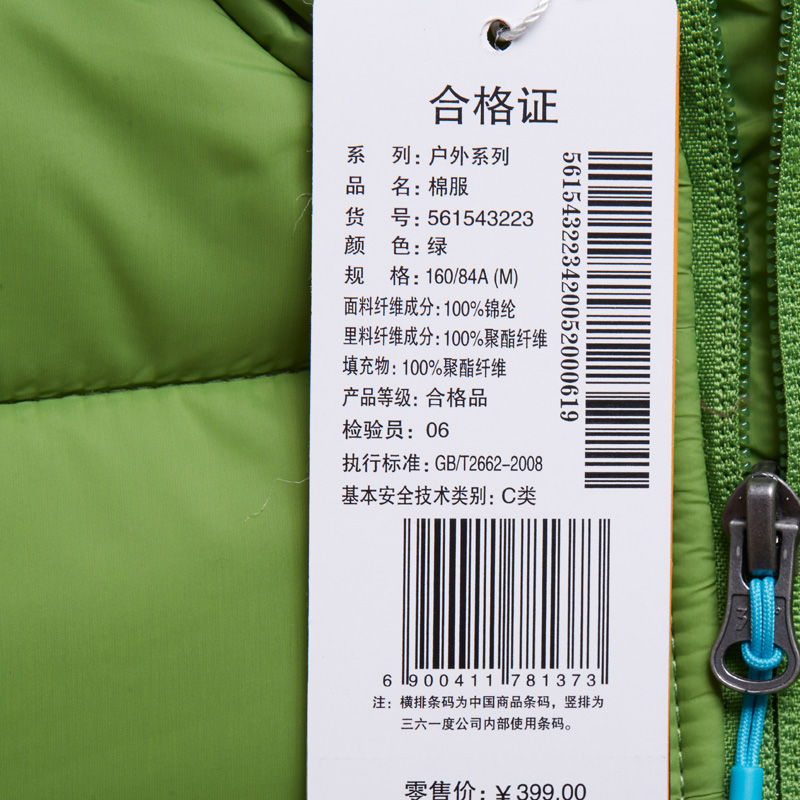 合格证
系 列：户外系列
品 名：棉服
货 号：561543223
颜 色：绿
规 格：160/84A (M)
面料纤维成分：100%锦纶
里料纤维成分：100%聚酯纤维
填充物：100%聚酯纤维
产品等级：合格品
检验员：06
执行标准：GB/T2662-2008
基本安全技术类别：C类
561543223420052000619
6 900411 781373
注：横排条码为中国商品条码，竖排为
三六一度公司内部使用条码。
零售价：¥399.00